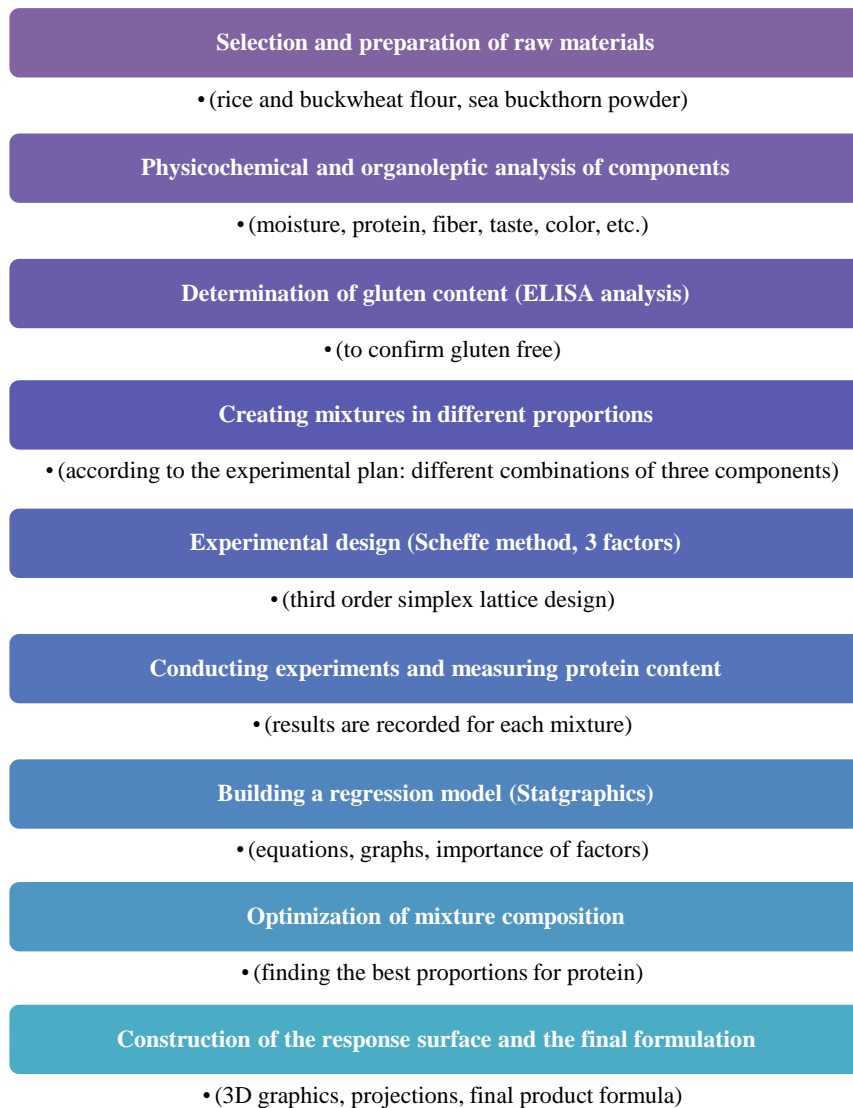 Selection and preparation of raw materials
• (rice and buckwheat flour, sea buckthorn powder)
Physicochemical and organoleptic analysis of components
• (moisture, protein, fiber, taste, color, etc.)
Determination of gluten content (ELISA analysis)
• (to confirm gluten free)
Creating mixtures in different proportions
• (according to the experimental plan: different combinations of three components)
Experimental design (Scheffe method, 3 factors)
• (third order simplex lattice design)
Conducting experiments and measuring protein content
• (results are recorded for each mixture)
Building a regression model (Statgraphics)
• (equations, graphs, importance of factors)
Optimization of mixture composition
• (finding the best proportions for protein)
Construction of the response surface and the final formulation
• (3D graphics, projections, final product formula)